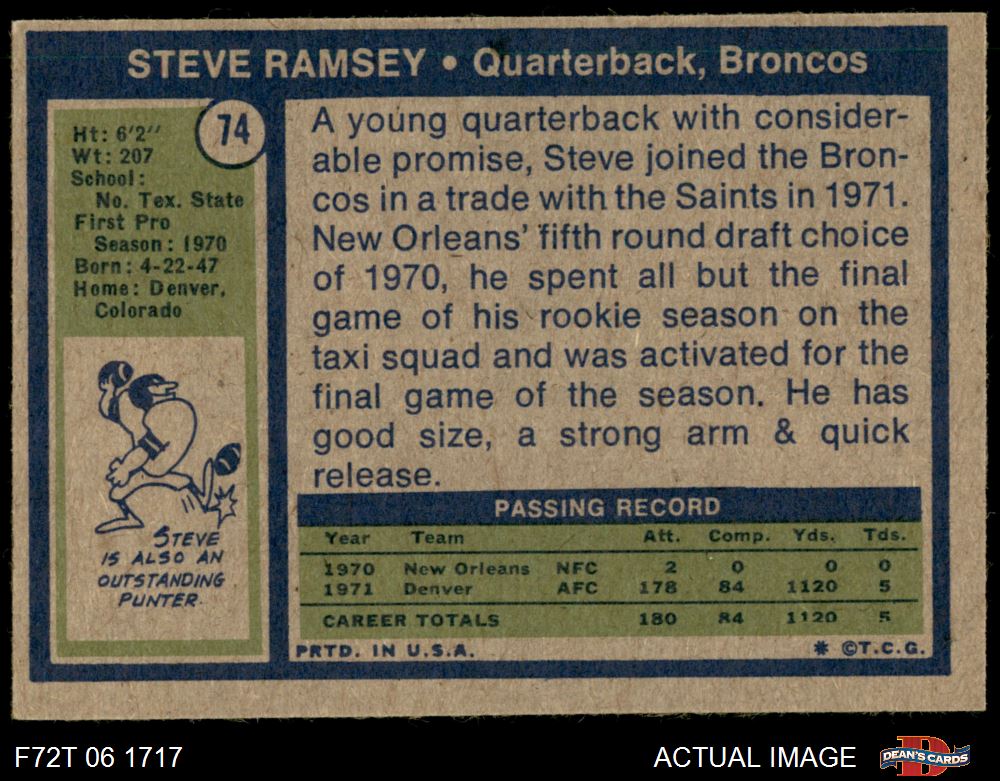 STEVE RAMSEY • Quarterback, Broncos
74
Ht: 6'2"
Wt: 207
School:
No. Tex. State
First Pro
Season: 1970
Born: 4-22-47
Home: Denver,
Colorado
STEVE
IS ALSO AN
OUTSTANDING
PUNTER.
A young quarterback with consider-
able promise, Steve joined the Bron-
cos in a trade with the Saints in 1971.
New Orleans' fifth round draft choice
of 1970, he spent all but the final
game of his rookie season on the
taxi squad and was activated for the
final game of the season. He has
good size, a strong arm & quick
release.
PASSING RECORD
Year Team Att. Comp. Yds. Tds.
1970 New Orleans NFC 2 0 0 0
1971 Denver AFC 178 84 1120 5
CAREER TOTALS 180 84 1120 5
PRTD. IN U.S.A. * ©T.C.G.
F72T 06 1717 ACTUAL IMAGE DEAN'S CARDS